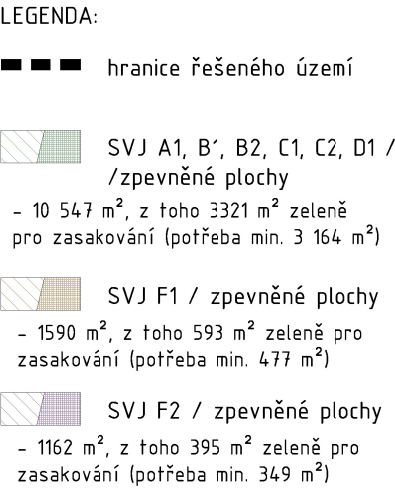 LEGENDA:
hranice řešeného území
SVJ A1, B1, B2, C1, C2, D1 /
/zpevněné plochy
- 10 547 m², z toho 3321 m² zeleně
pro zasakování (potřeba min. 3 164 m²)
SVJ F1 / zpevněné plochy
- 1590 m², z toho 593 m² zeleně pro
zasakování (potřeba min. 477 m²)
SVJ F2 / zpevněné plochy
- 1162 m², z toho 395 m² zeleně pro
zasakování (potřeba min. 349 m²)